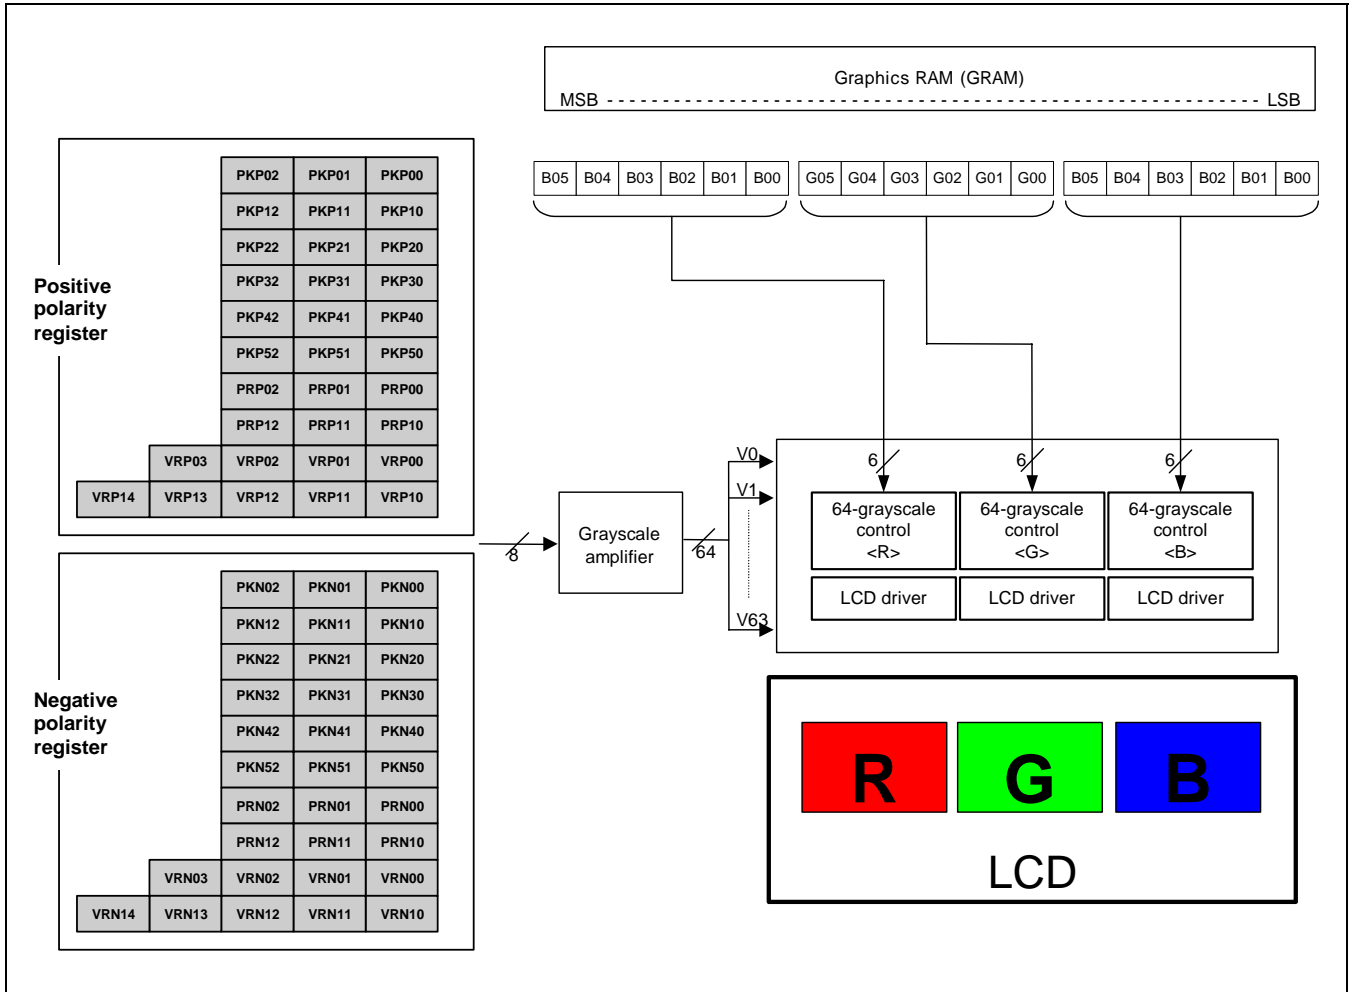 Graphics RAM (GRAM)
MSB - - - - - - - - - - - - - - - - - - - - - - - - - - - - - - - - - - - - - - - - - - - - - - - - LSB
B05 B04 B03 B02 B01 B00 G05 G04 G03 G02 G01 G00 B05 B04 B03 B02 B01 B00
Positive
polarity
register
PKP02 PKP01 PKP00
PKP12 PKP11 PKP10
PKP22 PKP21 PKP20
PKP32 PKP31 PKP30
PKP42 PKP41 PKP40
PKP52 PKP51 PKP50
PRP02 PRP01 PRP00
PRP12 PRP11 PRP10
VRP03 VRP02 VRP01 VRP00
VRP14 VRP13 VRP12 VRP11 VRP10
Negative
polarity
register
PKN02 PKN01 PKN00
PKN12 PKN11 PKN10
PKN22 PKN21 PKN20
PKN32 PKN31 PKN30
PKN42 PKN41 PKN40
PKN52 PKN51 PKN50
PRN02 PRN01 PRN00
PRN12 PRN11 PRN10
VRN03 VRN02 VRN01 VRN00
VRN14 VRN13 VRN12 VRN11 VRN10
8
Grayscale
amplifier
64
V0
V1
V63
6 6 6
64-grayscale
control
<R>
64-grayscale
control
<G>
64-grayscale
control
<B>
LCD driver LCD driver LCD driver
R G B
LCD